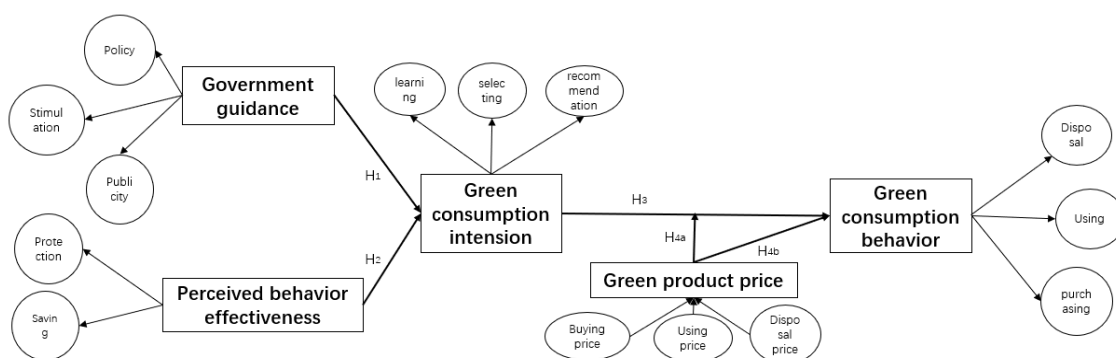 Policy
Stimul
ation
Publi
city
Government
guidance
Prote
ction
Savin
g
Perceived behavior
effectiveness
H1
H2
learni
ng
selec
ting
recom
mend
ation
Green
consumption
intension
H3
H4a
H4b
Green product price
Buying
price
Using
price
Dispo
sal
price
Green
consumption
behavior
Dispo
sal
Using
purch
asing